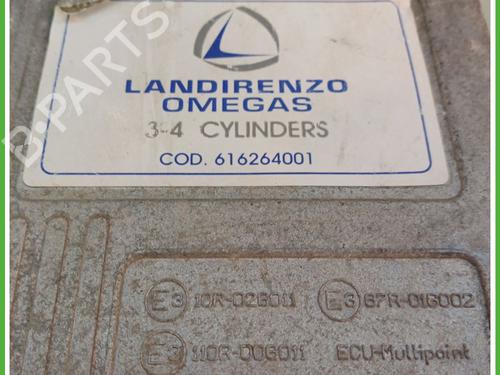 B-PARTS
LANDIRENZO
OMEGAS
3-4 CYLINDERS
COD. 616264001
E3 10R-026011 E3 67R-016002
E3 110R-006011 ECU-Multipoint